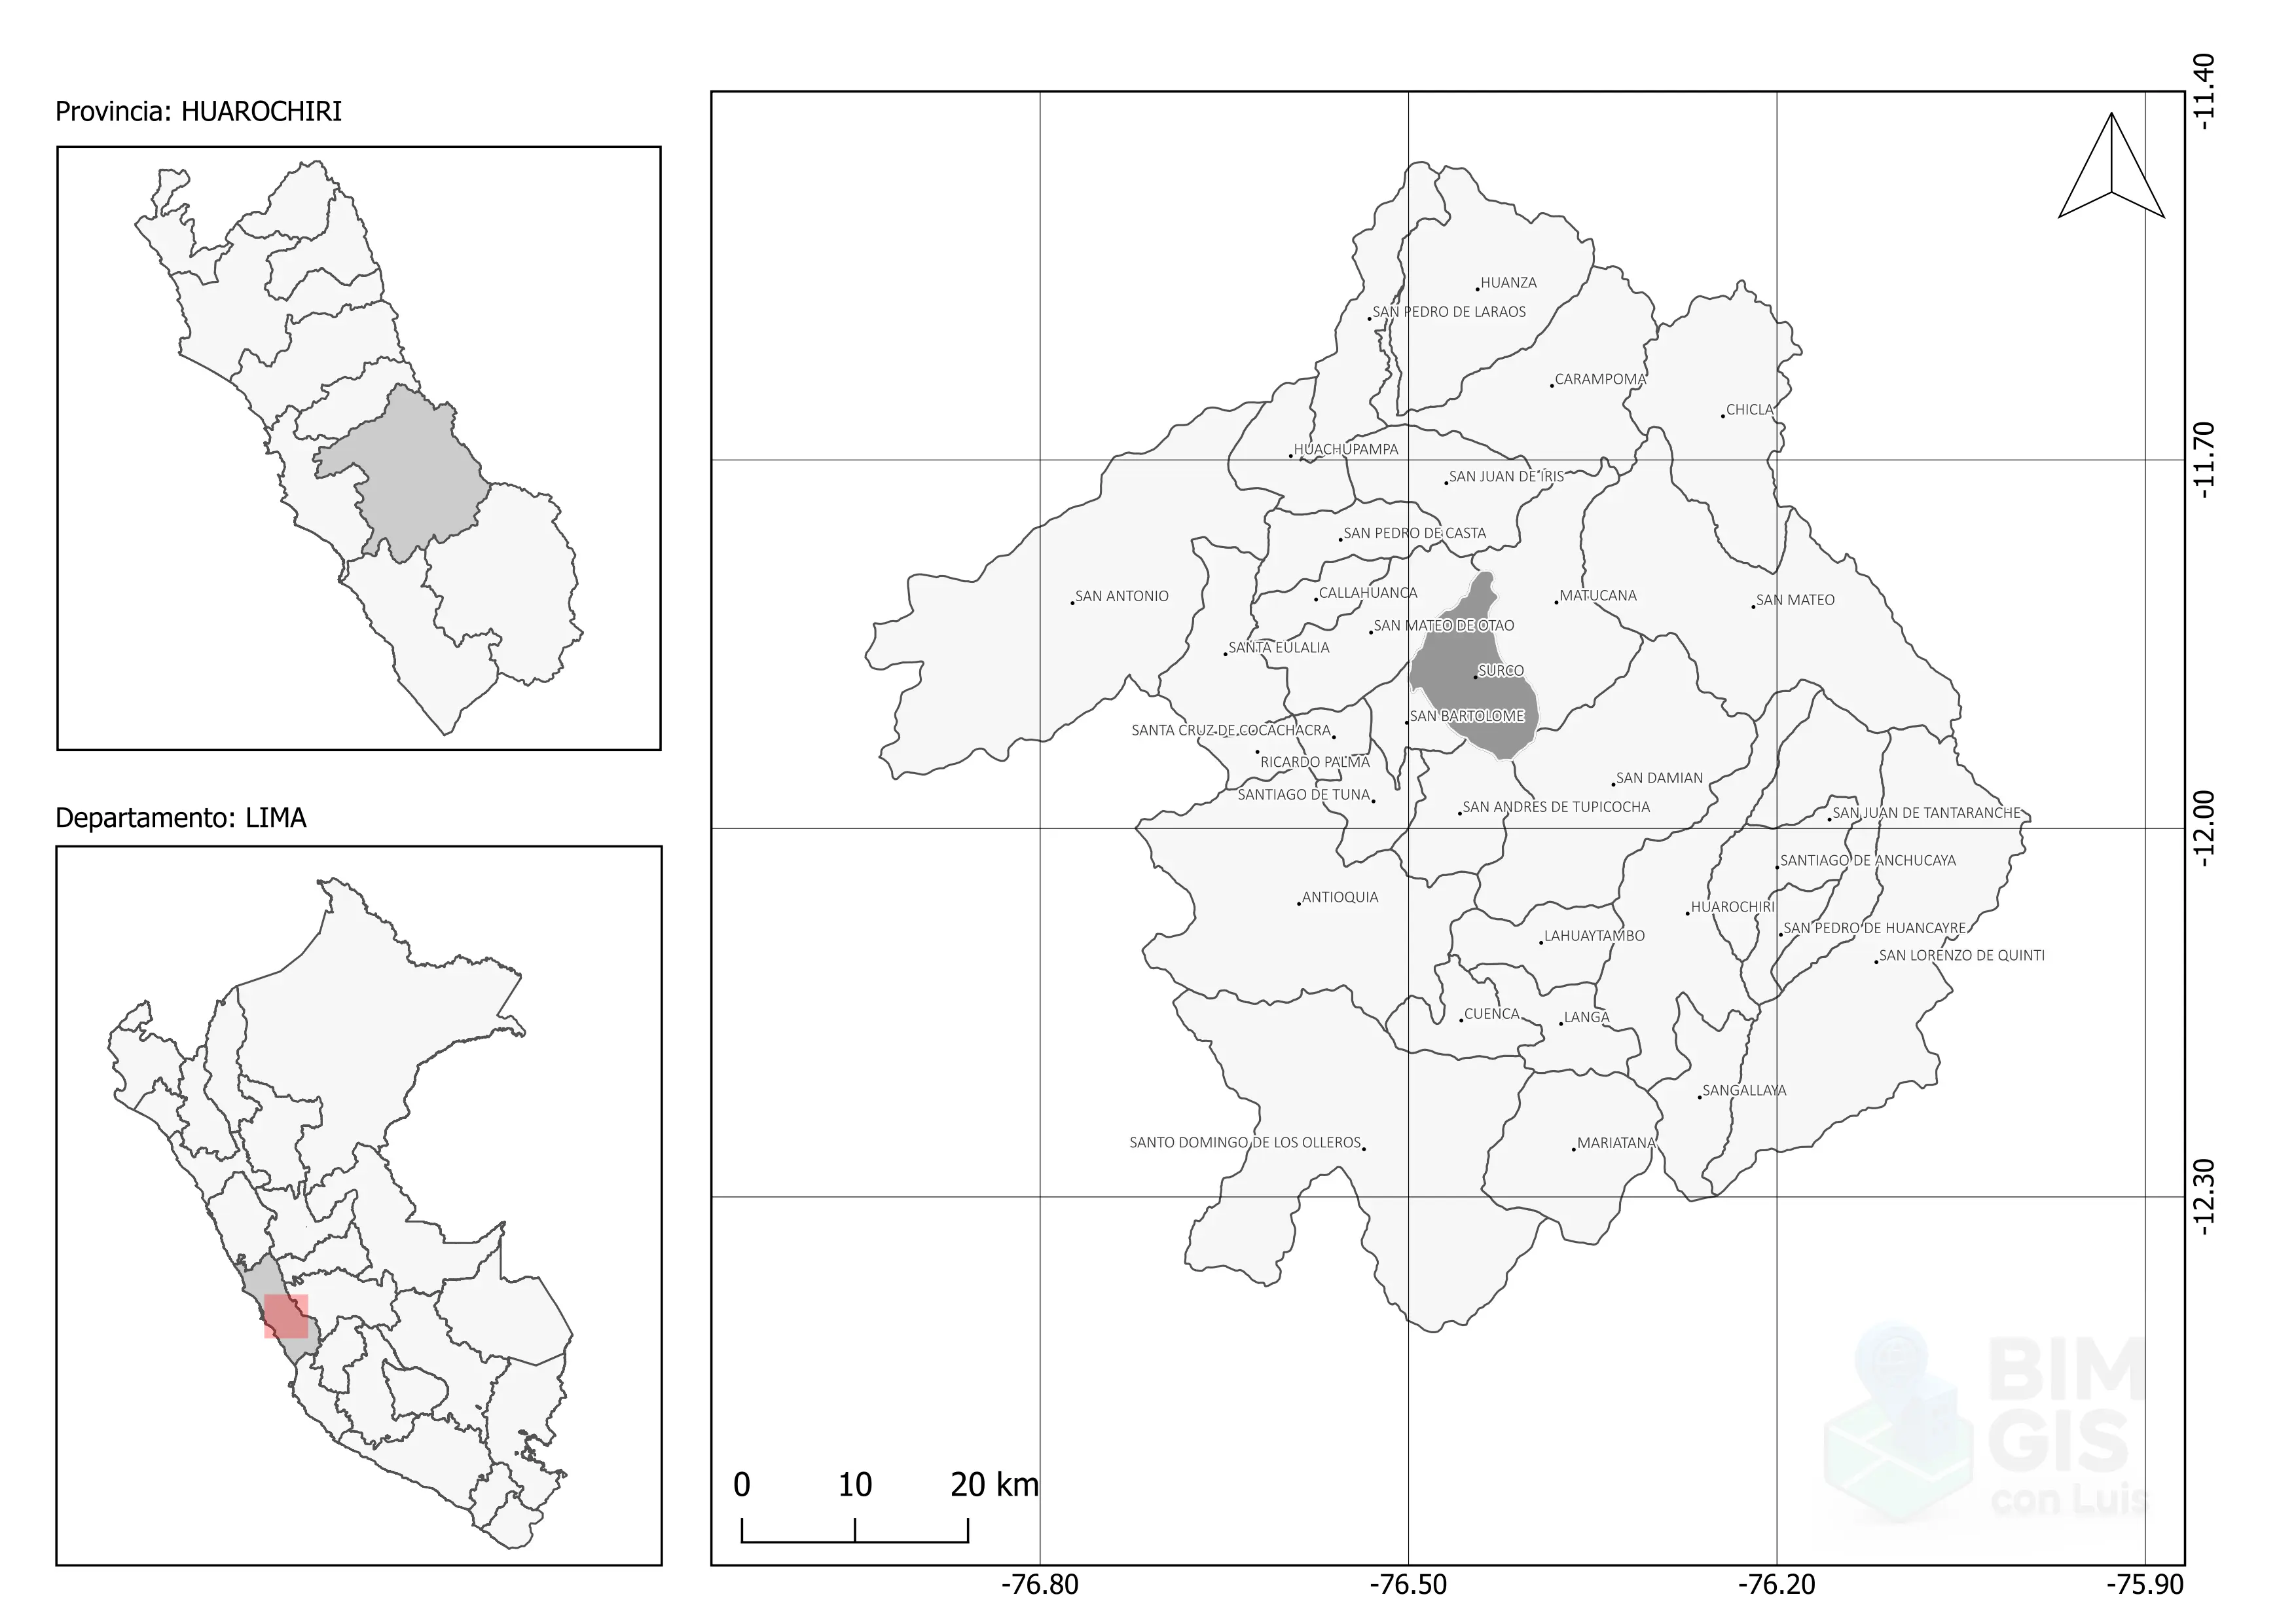 Provincia: HUAROCHIRI
Departamento: LIMA
-11.40
HUANZA
SAN PEDRO DE LARAOS
CARAMPOMA
CHICLA
HUACHUPAMPA
-11.70
SAN JUAN DE IRIS
SAN PEDRO DE CASTA
CALLAHUANCA
SAN ANTONIO
MATUCANA
SAN MATEO
SAN MATEO DE OTAO
SANTA EULALIA
SURCO
SAN BARTOLOME
SANTA CRUZ DE COCACHACRA
RICARDO PALMA
SAN DAMIAN
SANTIAGO DE TUNA
SAN ANDRES DE TUPICOCHA
SAN JUAN DE TANTARANCHE
-12.00
SANTIAGO DE ANCHUCAYA
ANTIOQUIA
HUAROCHIRI
SAN PEDRO DE HUANCAYRE
LAHUAYTAMBO
SAN LORENZO DE QUINTI
CUENCA
LANGA
SANGALLAYA
SANTO DOMINGO DE LOS OLLEROS
MARIATANA
-12.30
BIM
GIS
con Luis
0 10 20 km
-76.80 -76.50 -76.20 -75.90